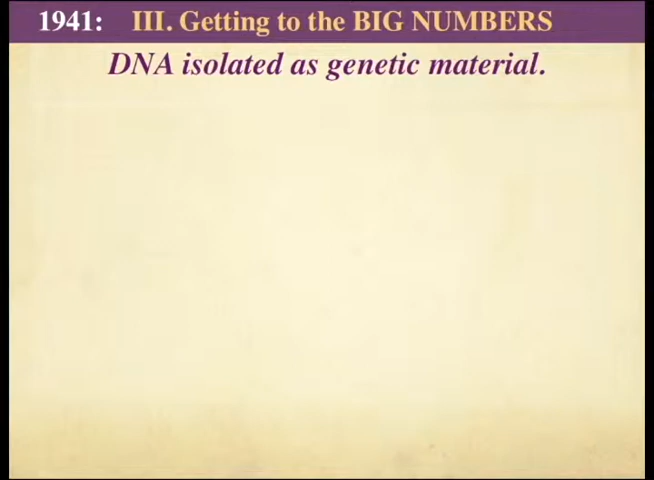 1941: III. Getting to the BIG NUMBERS
DNA isolated as genetic material.